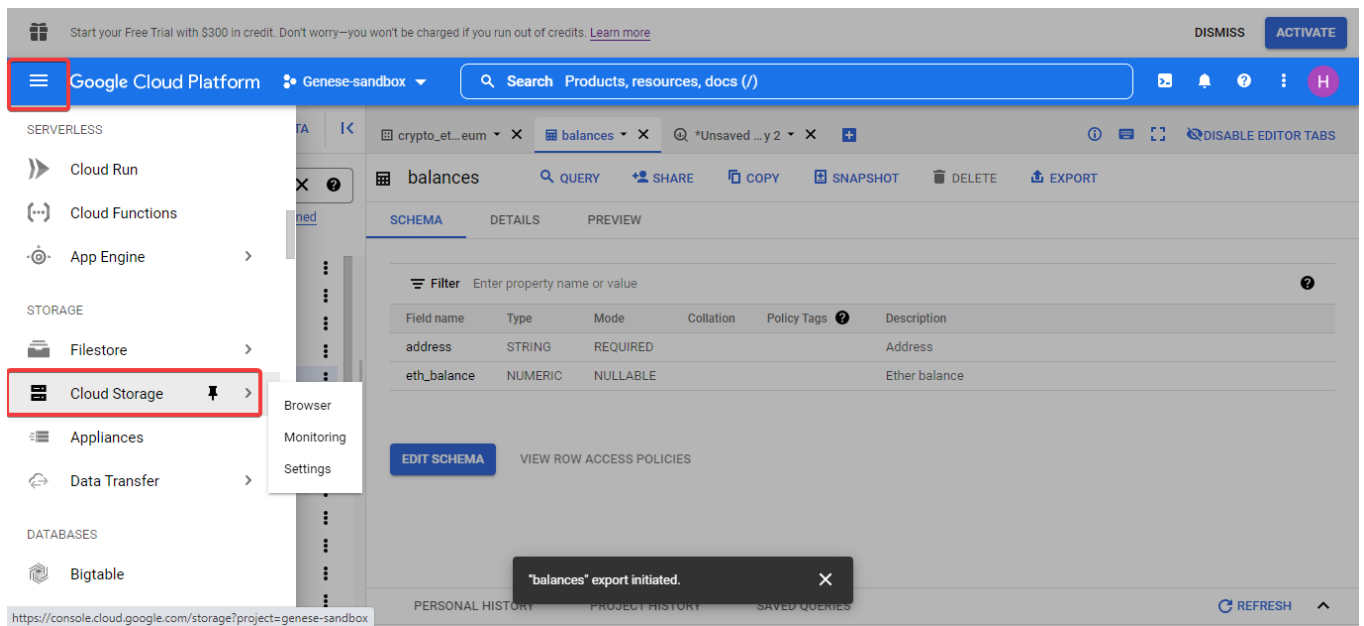 Start your Free Trial with $300 in credit. Don't worry—you won't be charged if you run out of credits. Learn more
DISMISS
ACTIVATE
Google Cloud Platform
Genese-sandbox
Search Products, resources, docs (/)
H
SERVERLESS
Cloud Run
Cloud Functions
App Engine
STORAGE
Filestore
Cloud Storage
Appliances
Data Transfer
DATABASES
Bigtable
https://console.cloud.google.com/storage?project=genese-sandbox
Browser
Monitoring
Settings
TA
ned
crypto_et...eum
balances
*Unsaved ...y 2
DISABLE EDITOR TABS
balances
QUERY
SHARE
COPY
SNAPSHOT
DELETE
EXPORT
SCHEMA DETAILS PREVIEW
Filter Enter property name or value
Field name Type Mode Collation Policy Tags Description
address STRING REQUIRED Address
eth_balance NUMERIC NULLABLE Ether balance
EDIT SCHEMA
VIEW ROW ACCESS POLICIES
"balances" export initiated.
PERSONAL HISTORY PROJECT HISTORY SAVED QUERIES
REFRESH